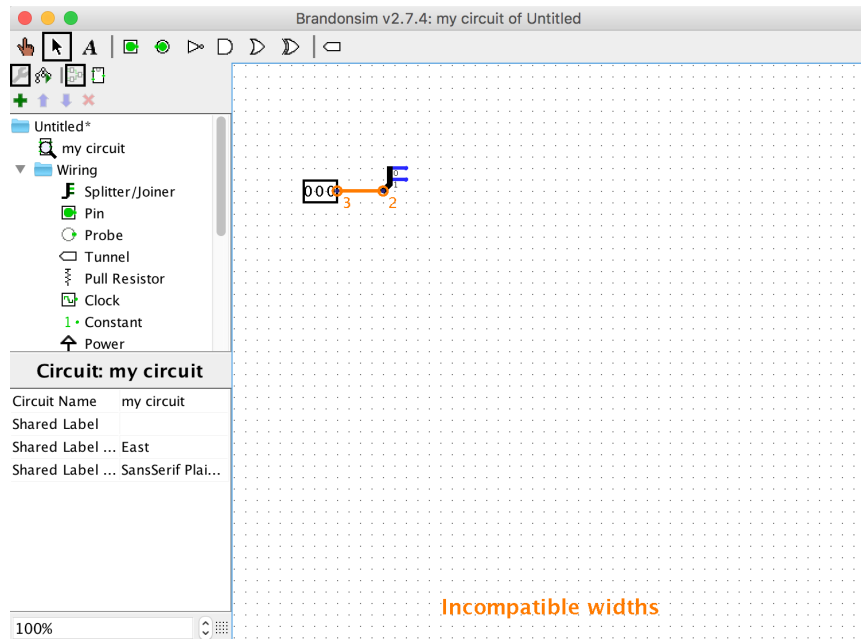 Brandonsim v2.7.4: my circuit of Untitled
A
Untitled*
my circuit
Wiring
Splitter/Joiner
Pin
Probe
Tunnel
Pull Resistor
Clock
1 Constant
Power
Circuit: my circuit
Circuit Name my circuit
Shared Label
Shared Label ... East
Shared Label ... SansSerif Plai...
100%
0
000
1
3 2
Incompatible widths